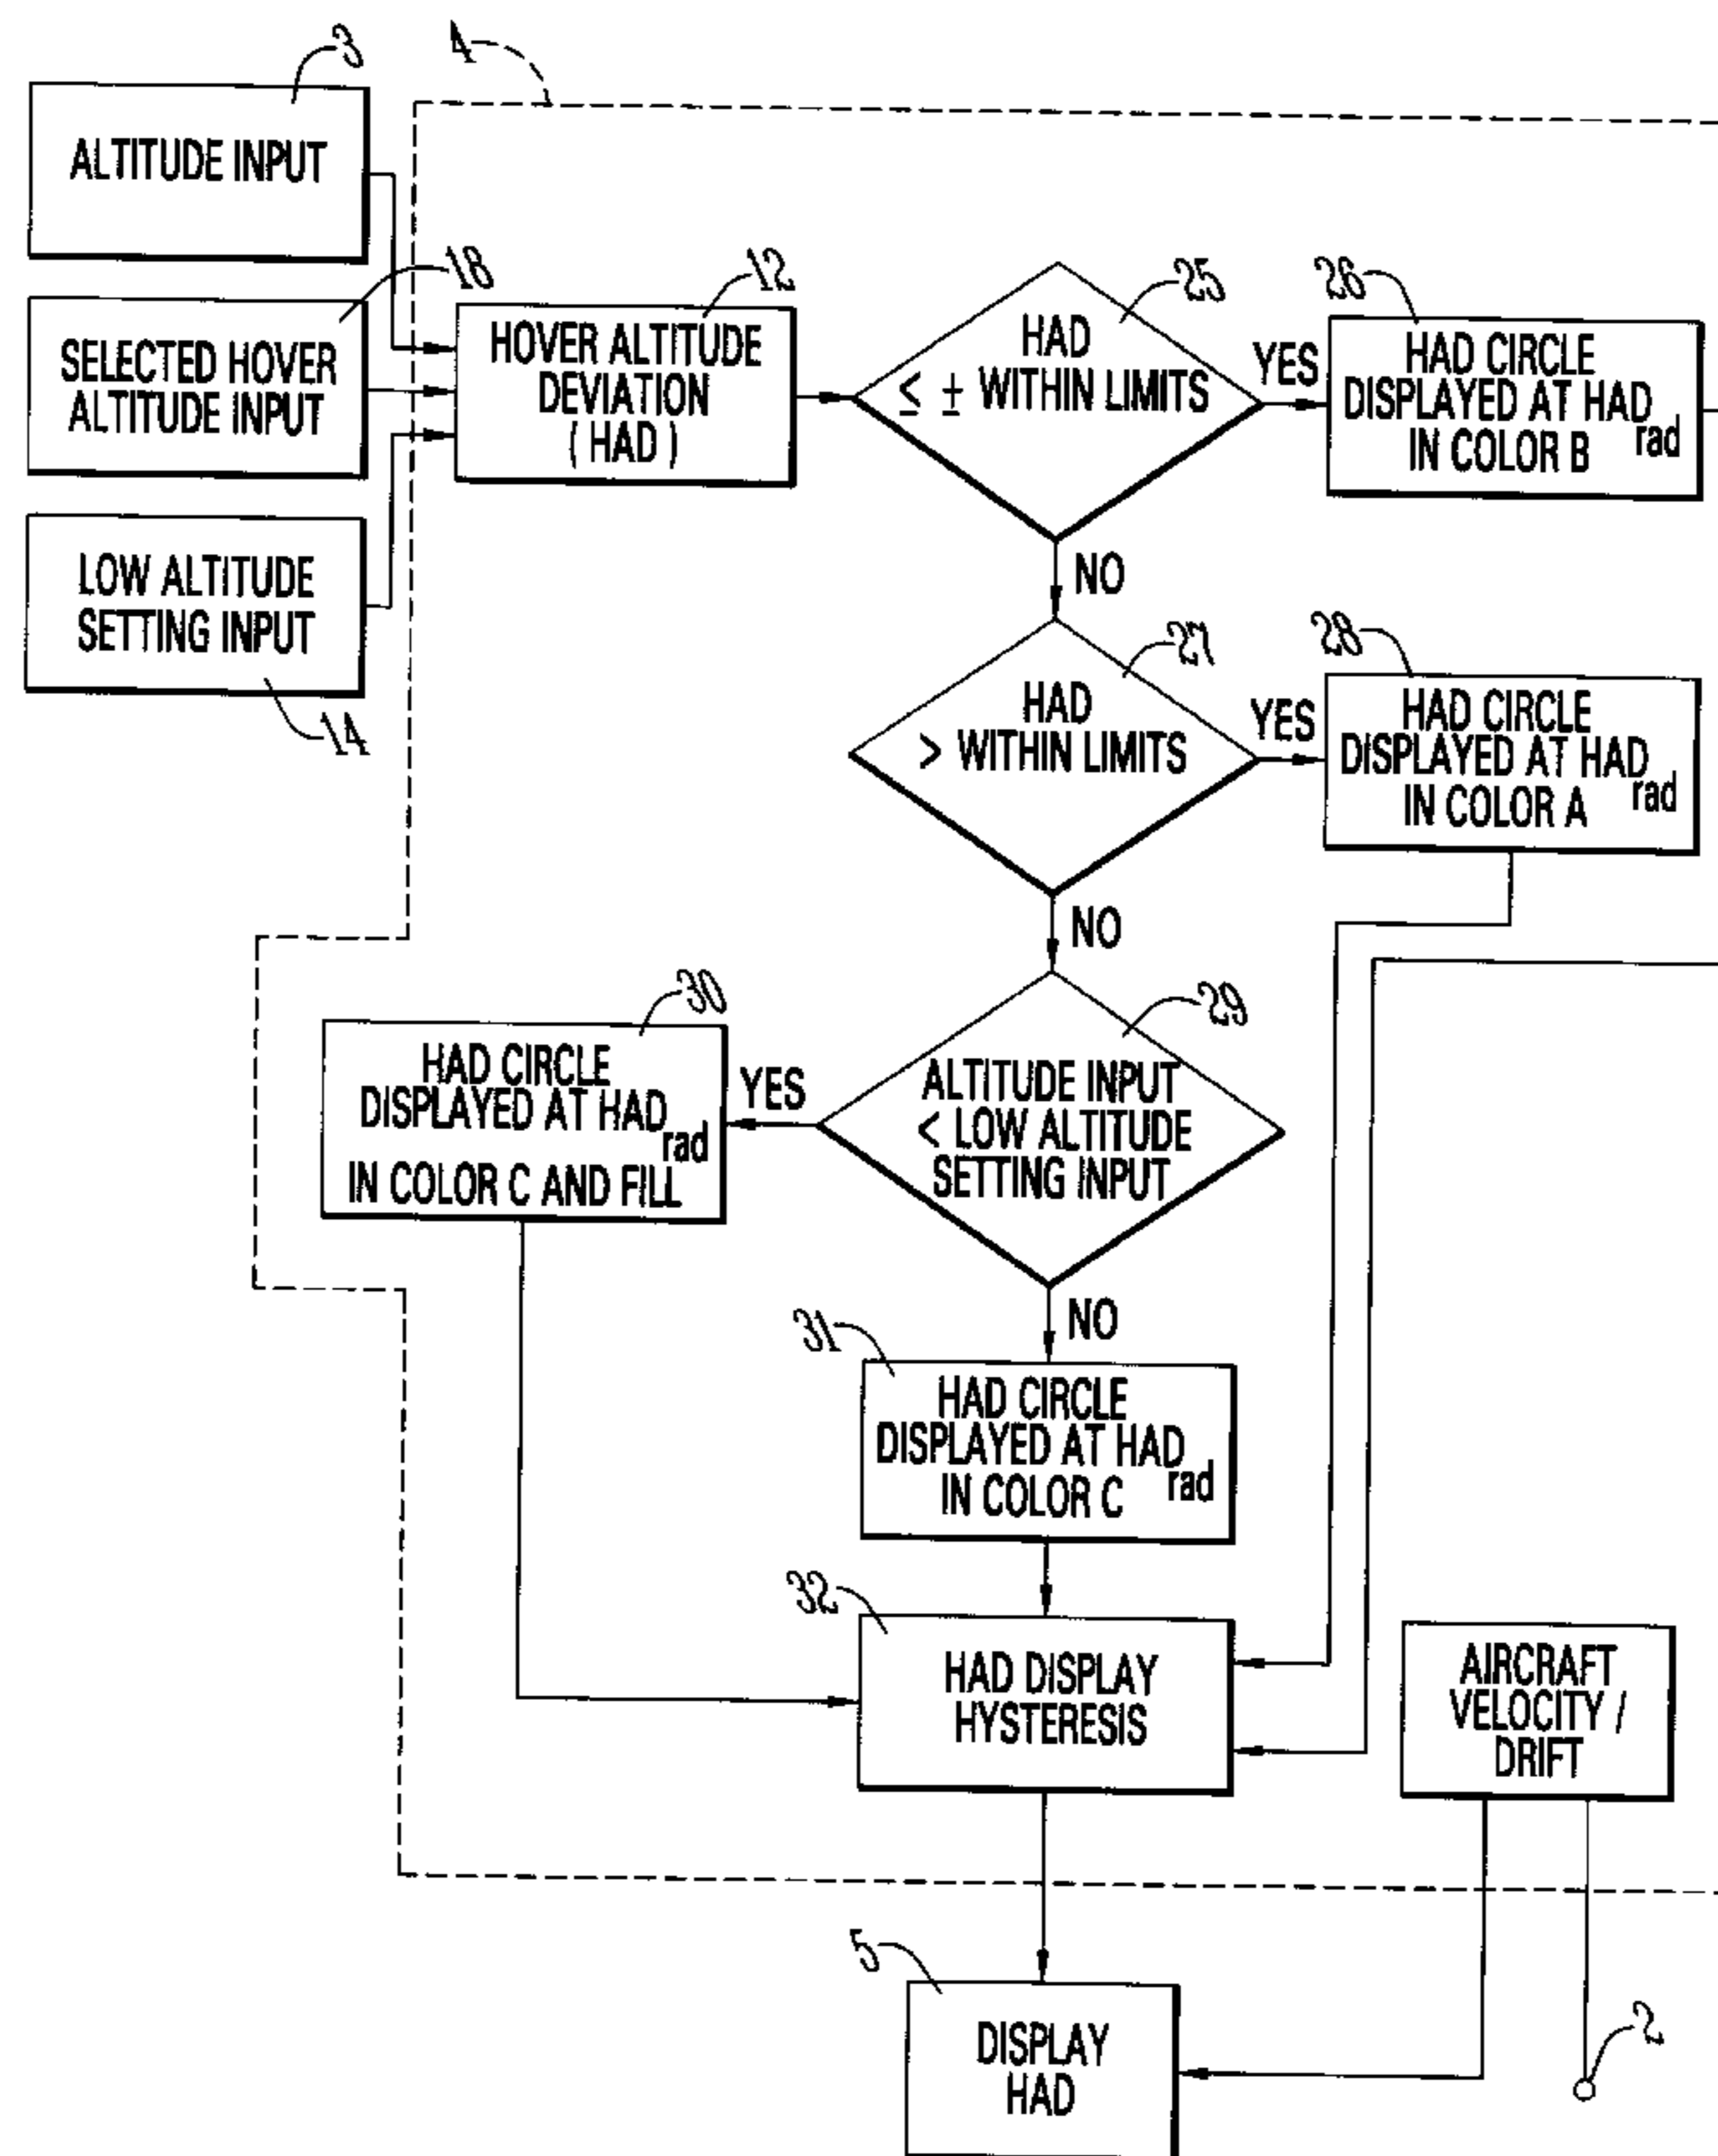 3
4
ALTITUDE INPUT
18
SELECTED HOVER
ALTITUDE INPUT
LOW ALTITUDE
SETTING INPUT
14
12
HOVER ALTITUDE
DEVIATION
( HAD )
25
HAD
≤ ± WITHIN LIMITS
YES
26
HAD CIRCLE
DISPLAYED AT HAD rad
IN COLOR B
NO
27
HAD
> WITHIN LIMITS
YES
28
HAD CIRCLE
DISPLAYED AT HAD rad
IN COLOR A
NO
29
ALTITUDE INPUT
< LOW ALTITUDE
SETTING INPUT
YES
30
HAD CIRCLE
DISPLAYED AT HAD rad
IN COLOR C AND FILL
NO
31
HAD CIRCLE
DISPLAYED AT HAD rad
IN COLOR C
32
HAD DISPLAY
HYSTERESIS
AIRCRAFT
VELOCITY /
DRIFT
5
DISPLAY
HAD
2